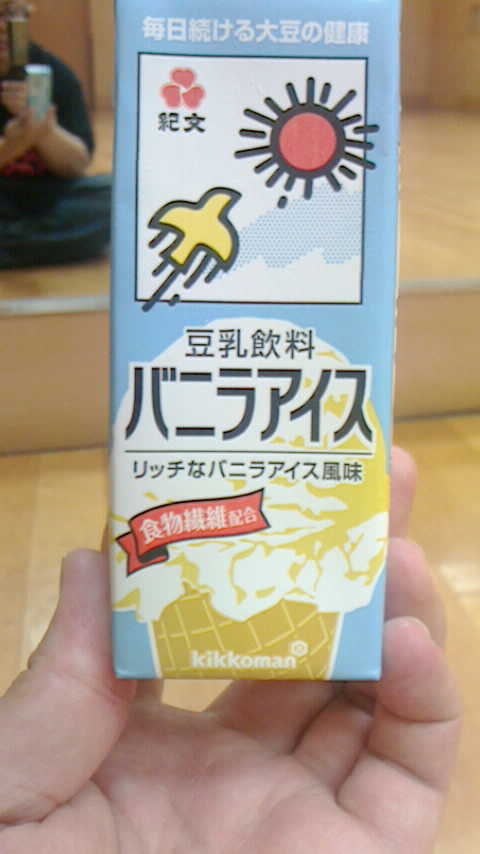 毎日続ける大豆の健康
紀文
豆乳飲料
バニラアイス
リッチなバニラアイス風味
食物繊維配合
kikkoman